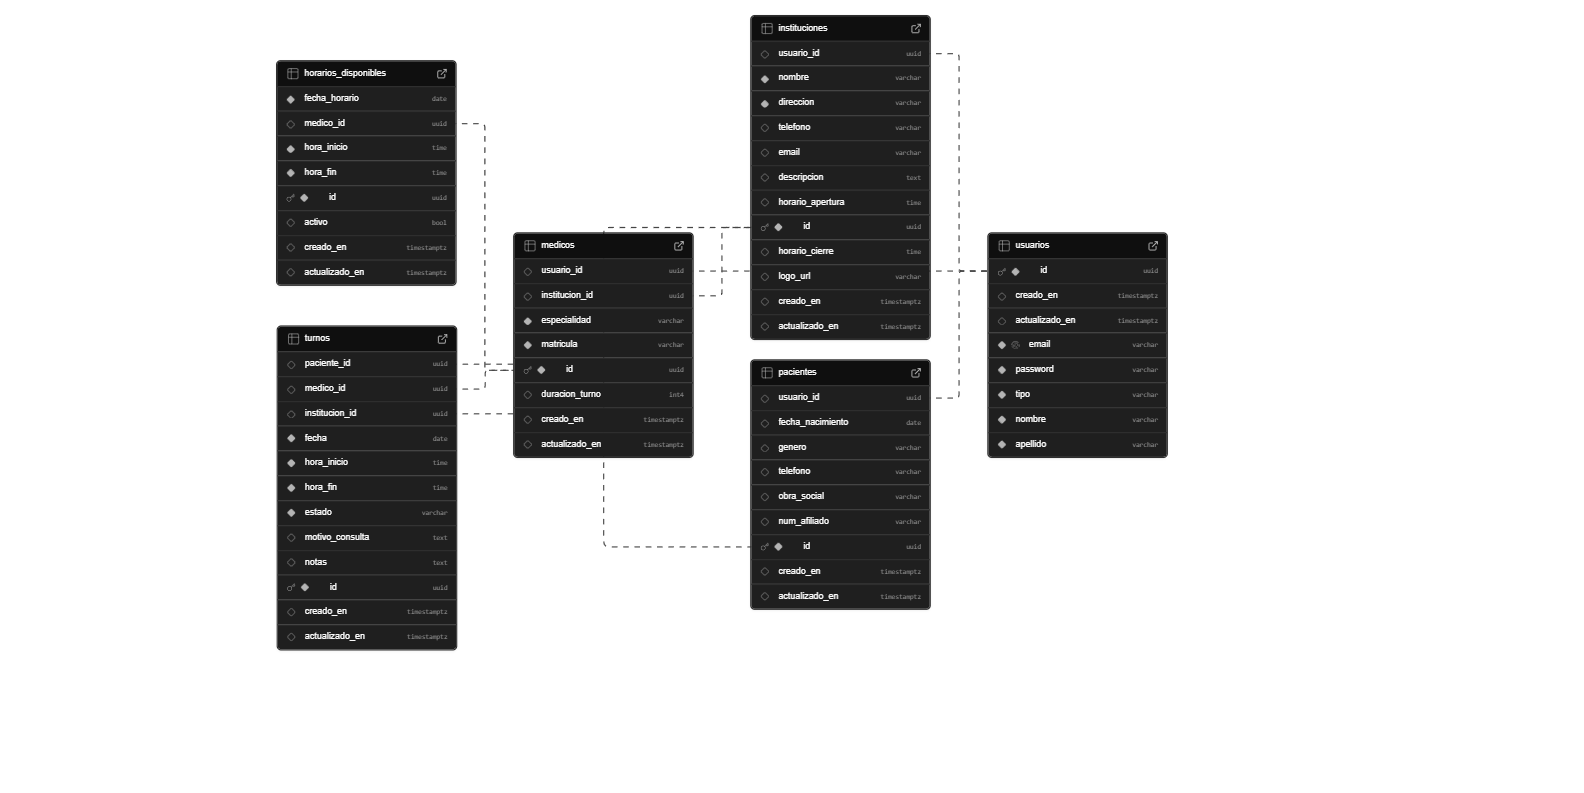 horarios_disponibles
fecha_horario date
medico_id uuid
hora_inicio time
hora_fin time
id uuid
activo bool
creado_en timestamptz
actualizado_en timestamptz
turnos
paciente_id uuid
medico_id uuid
institucion_id uuid
fecha date
hora_inicio time
hora_fin time
estado varchar
motivo_consulta text
notas text
id uuid
creado_en timestamptz
actualizado_en timestamptz
medicos
usuario_id uuid
institucion_id uuid
especialidad varchar
matricula varchar
id uuid
duracion_turno int4
creado_en timestamptz
actualizado_en timestamptz
instituciones
usuario_id uuid
nombre varchar
direccion varchar
telefono varchar
email varchar
descripcion text
horario_apertura time
id uuid
horario_cierre time
logo_url varchar
creado_en timestamptz
actualizado_en timestamptz
pacientes
usuario_id uuid
fecha_nacimiento date
genero varchar
telefono varchar
obra_social varchar
num_afiliado varchar
id uuid
creado_en timestamptz
actualizado_en timestamptz
usuarios
id uuid
creado_en timestamptz
actualizado_en timestamptz
email varchar
password varchar
tipo varchar
nombre varchar
apellido varchar